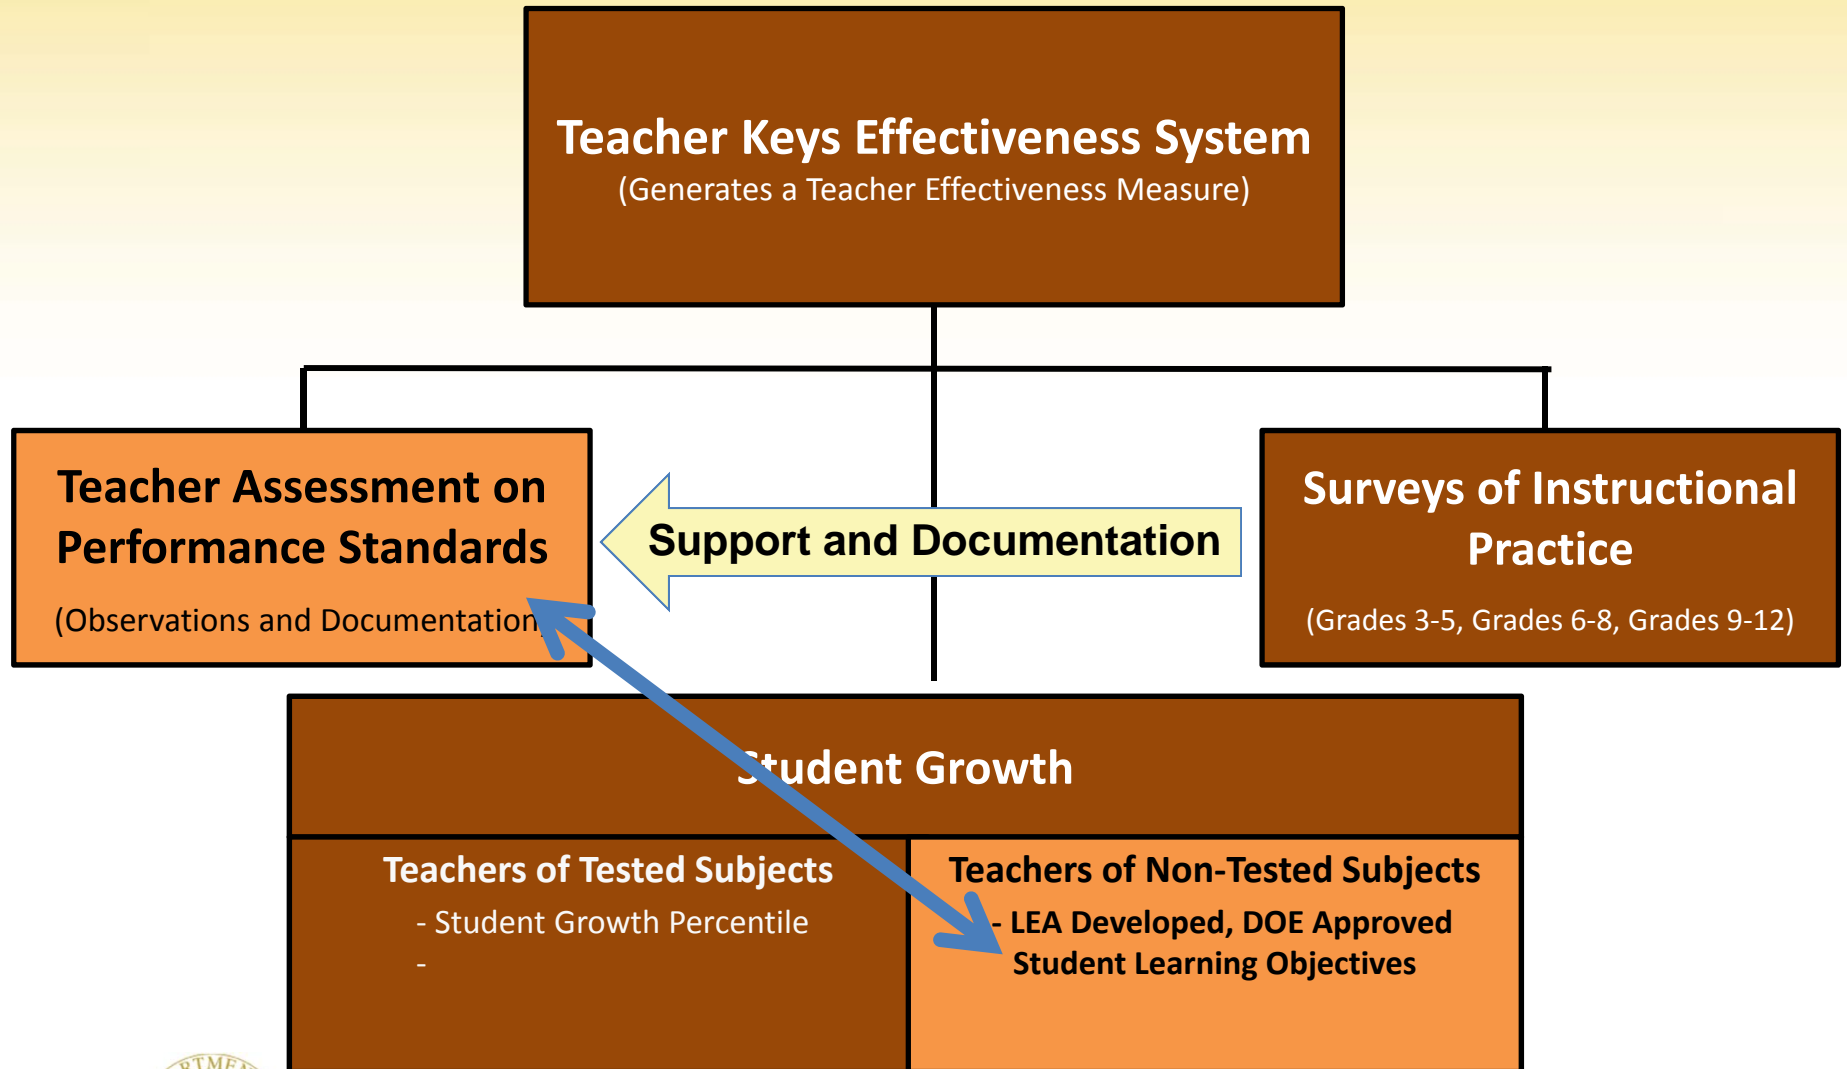 Teacher Keys Effectiveness System
(Generates a Teacher Effectiveness Measure)
Teacher Assessment on
Performance Standards
(Observations and Documentation)
Support and Documentation
Surveys of Instructional
Practice
(Grades 3-5, Grades 6-8, Grades 9-12)
Student Growth
Teachers of Tested Subjects
- Student Growth Percentile
-
Teachers of Non-Tested Subjects
- LEA Developed, DOE Approved
Student Learning Objectives